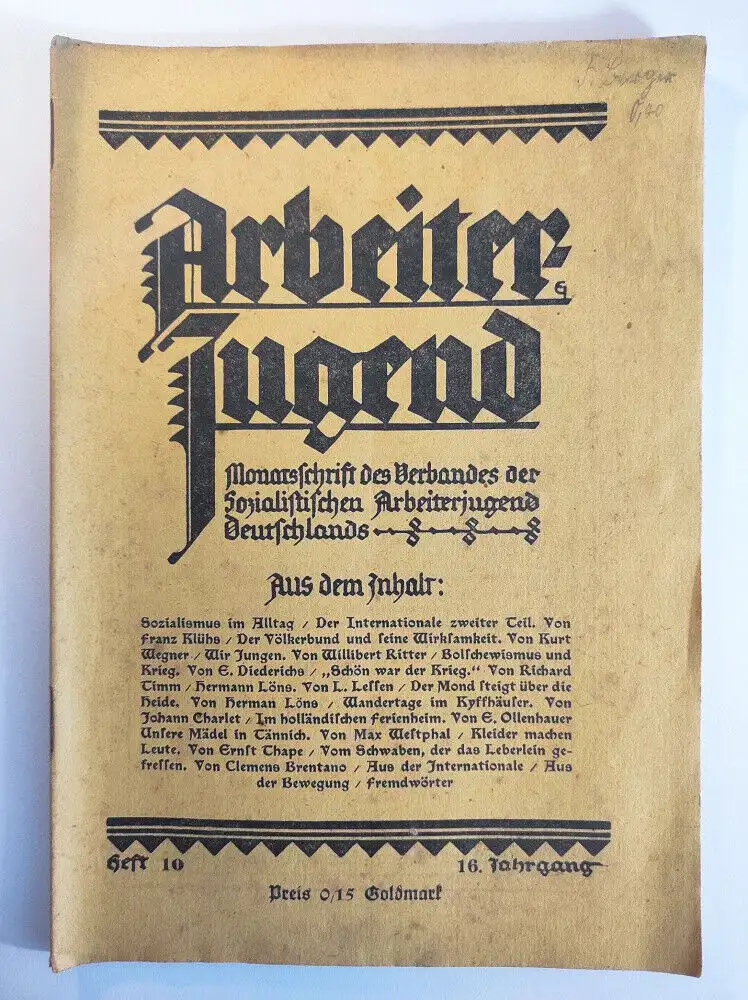 Arbeiter-
Jugend
Monatsschrift des Verbandes der
Sozialistischen Arbeiterjugend
Deutschlands
Aus dem Inhalt:
Sozialismus im Alltag / Der Internationale zweiter Teil. Von
Franz Klühs / Der Völkerbund und seine Wirksamkeit. Von Kurt
Wegner / Wir Jungen. Von Willibert Ritter / Bolschewismus und
Krieg. Von E. Diederichs / „Schön war der Krieg.“ Von Richard
Timm / Hermann Löns. Von L. Lessen / Der Mond steigt über die
Heide. Von Herman Löns / Wandertage im Kyffhäuser. Von
Johann Charlet / Im holländischen Ferienheim. Von E. Ollenhauer
Unsere Mädel in Tännich. Von Max Westphal / Kleider machen
Leute. Von Ernst Thape / Vom Schwaben, der das Leberlein ge-
fressen. Von Clemens Brentano / Aus der Internationale / Aus
der Bewegung / Fremdwörter
Heft 10 16. Jahrgang
Preis 0/15 Goldmark